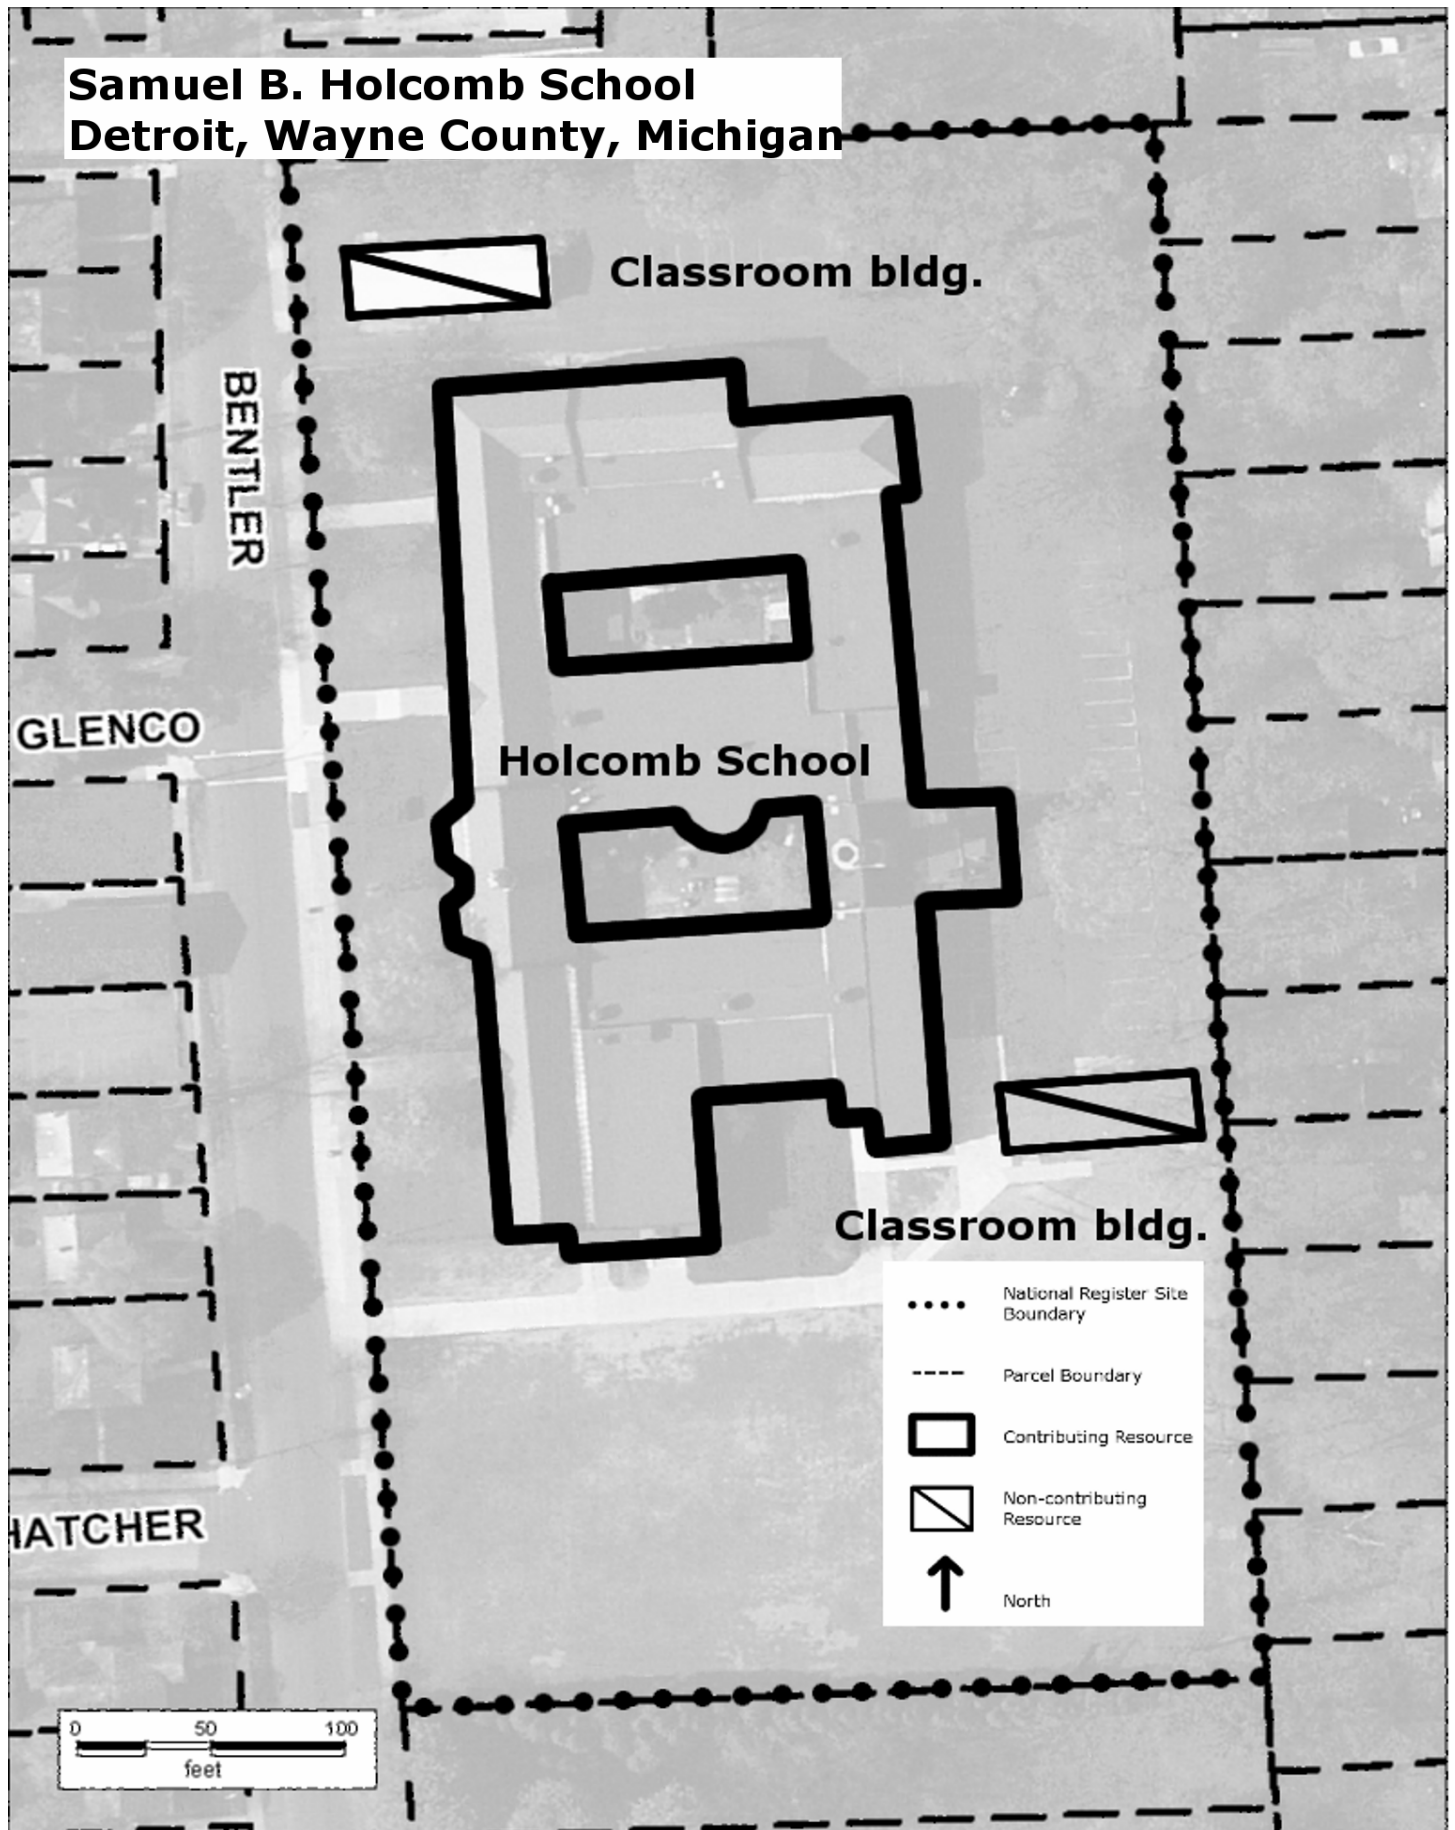 Samuel B. Holcomb School
Detroit, Wayne County, Michigan
Classroom bldg.
BENTLER
GLENCO
Holcomb School
Classroom bldg.
National Register Site
Boundary
Parcel Boundary
Contributing Resource
Non-contributing
Resource
North
HATCHER
0 50 100
feet